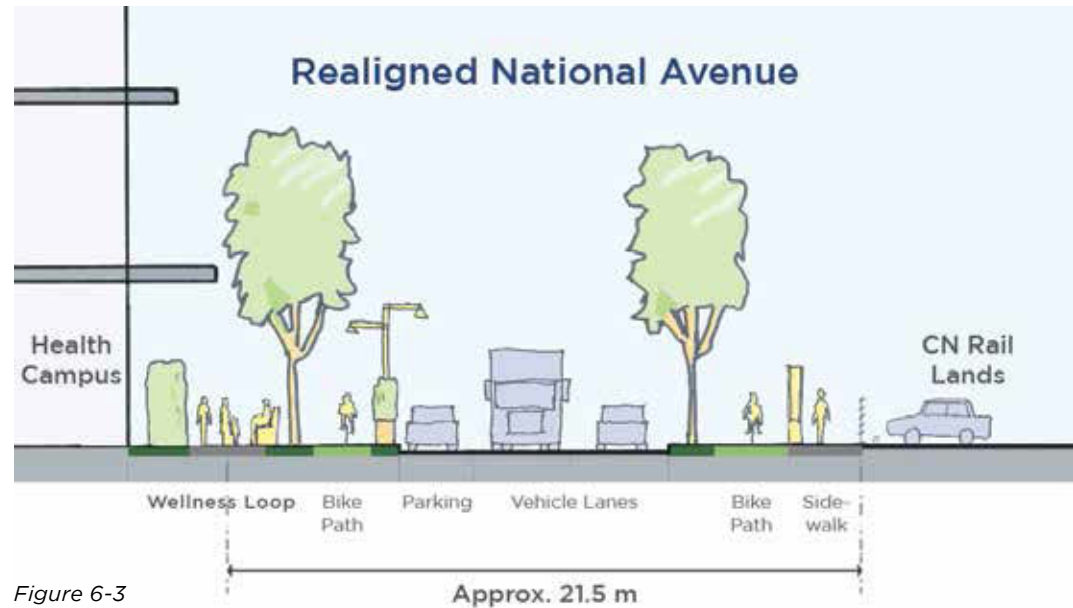 Realigned National Avenue
Health
Campus
CN Rail
Lands
Wellness Loop
Bike
Path
Parking
Vehicle Lanes
Bike
Path
Side-
walk
Approx. 21.5 m
Figure 6-3